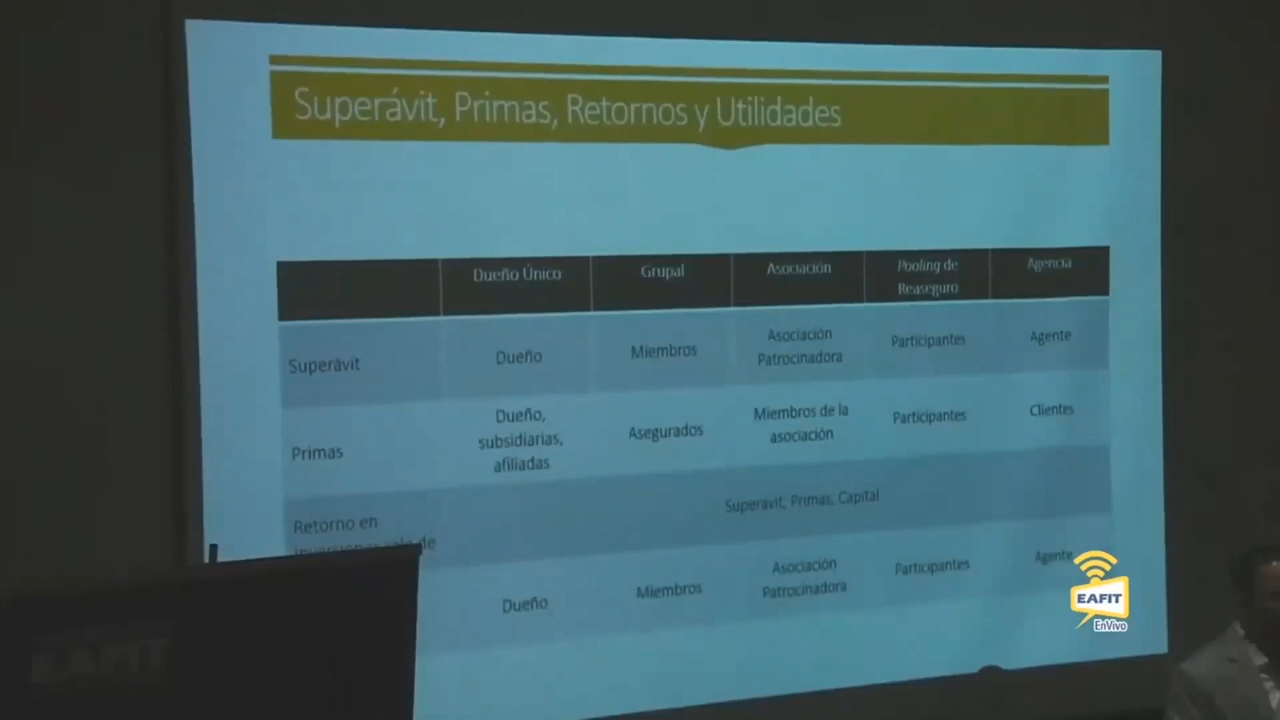 Superávit, Primas, Retornos y Utilidades
Dueño Único
Grupal
Asociación
Pooling de
Reaseguro
Agencia
Superávit
Dueño
Miembros
Asociación
Patrocinadora
Participantes
Agente
Primas
Dueño,
subsidiarias,
afiliadas
Asegurados
Miembros de la
asociación
Participantes
Clientes
Retorno en
Superavit, Primas, Capital
de
Dueño
Miembros
Asociación
Patrocinadora
Participantes
Agente
EAFIT
EnVivo
EAFIT